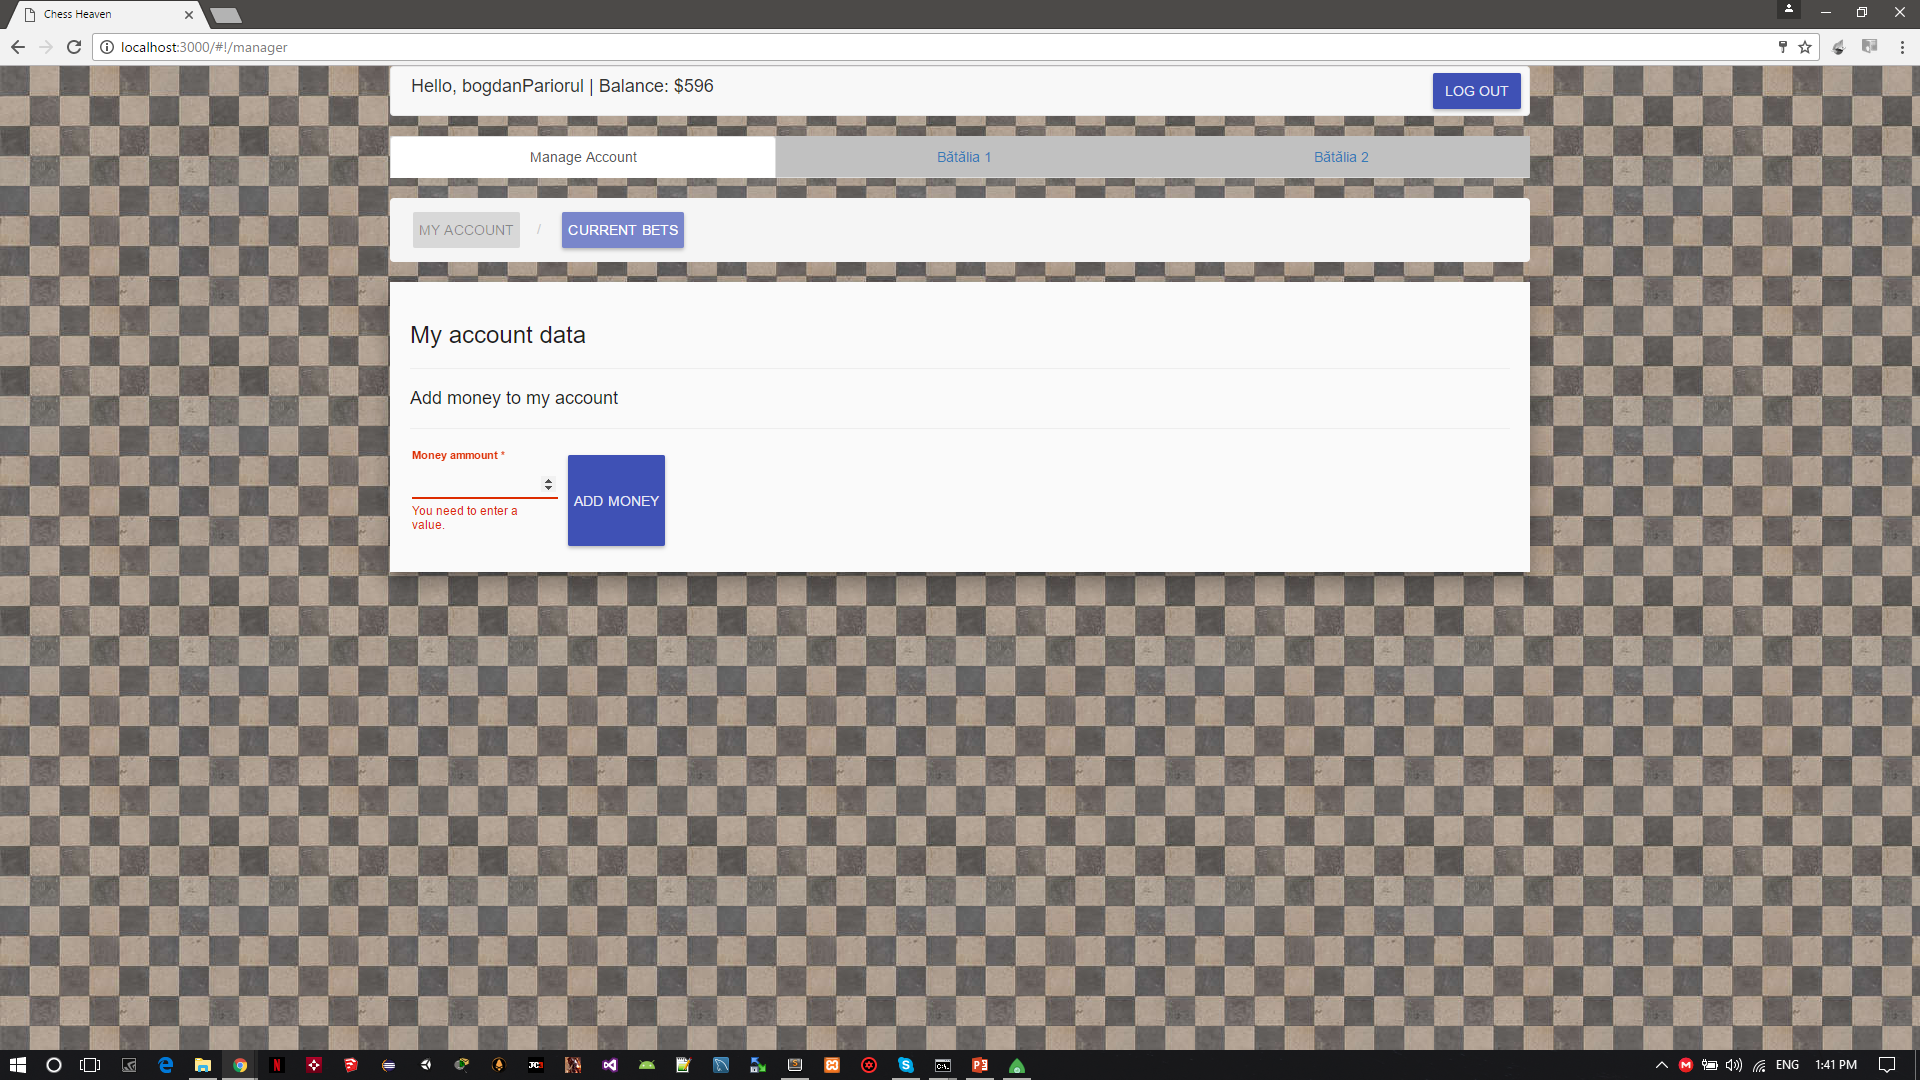 Chess Heaven
localhost:3000/#!/manager
Hello, bogdanPariorul | Balance: $596
LOG OUT
Manage Account
Bătălia 1
Bătălia 2
MY ACCOUNT
/
CURRENT BETS
My account data
Add money to my account
Money ammount *
You need to enter a
value.
ADD MONEY
JC3
ENG
1:41 PM